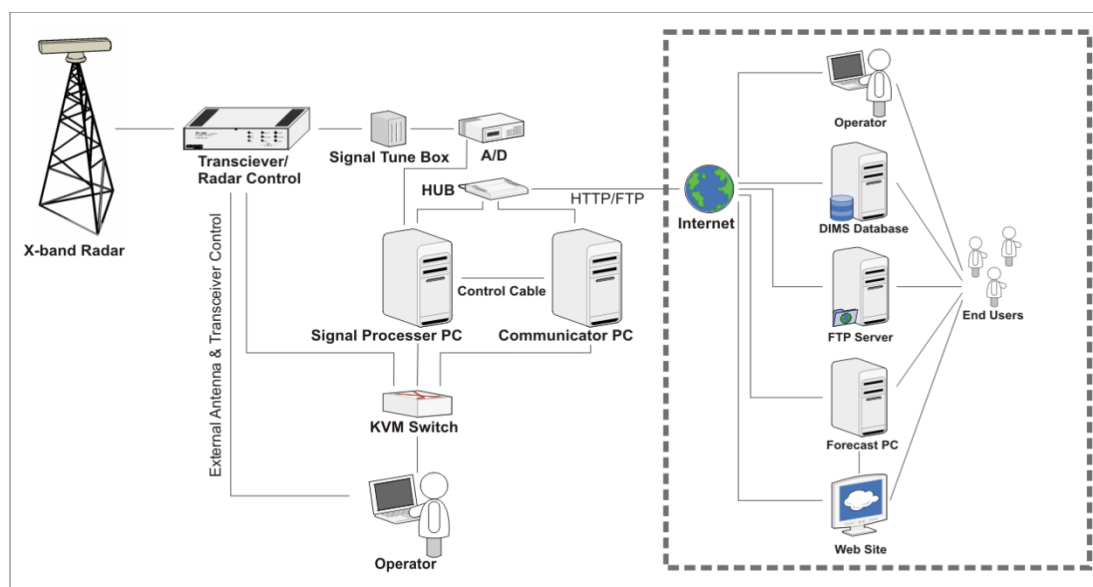 X-band Radar
Transciever/
Radar Control
Signal Tune Box
A/D
HUB
HTTP/FTP
Internet
Signal Processer PC
Control Cable
Communicator PC
External Antenna & Transceiver Control
KVM Switch
Operator
Operator
DIMS Database
FTP Server
Forecast PC
Web Site
End Users